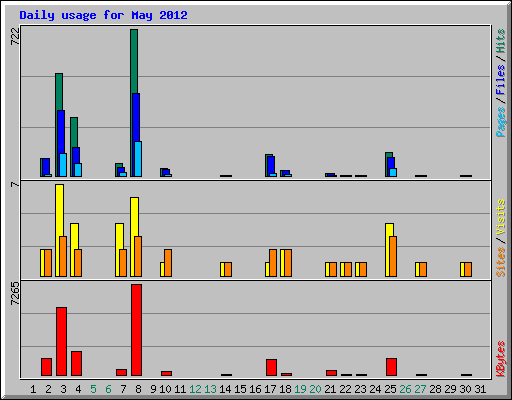 Daily usage for May 2012
722
Pages / Files / Hits
7
Sites / Visits
7265
KBytes
1 2 3 4 5 6 7 8 9 10 11 12 13 14 15 16 17 18 19 20 21 22 23 24 25 26 27 28 29 30 31